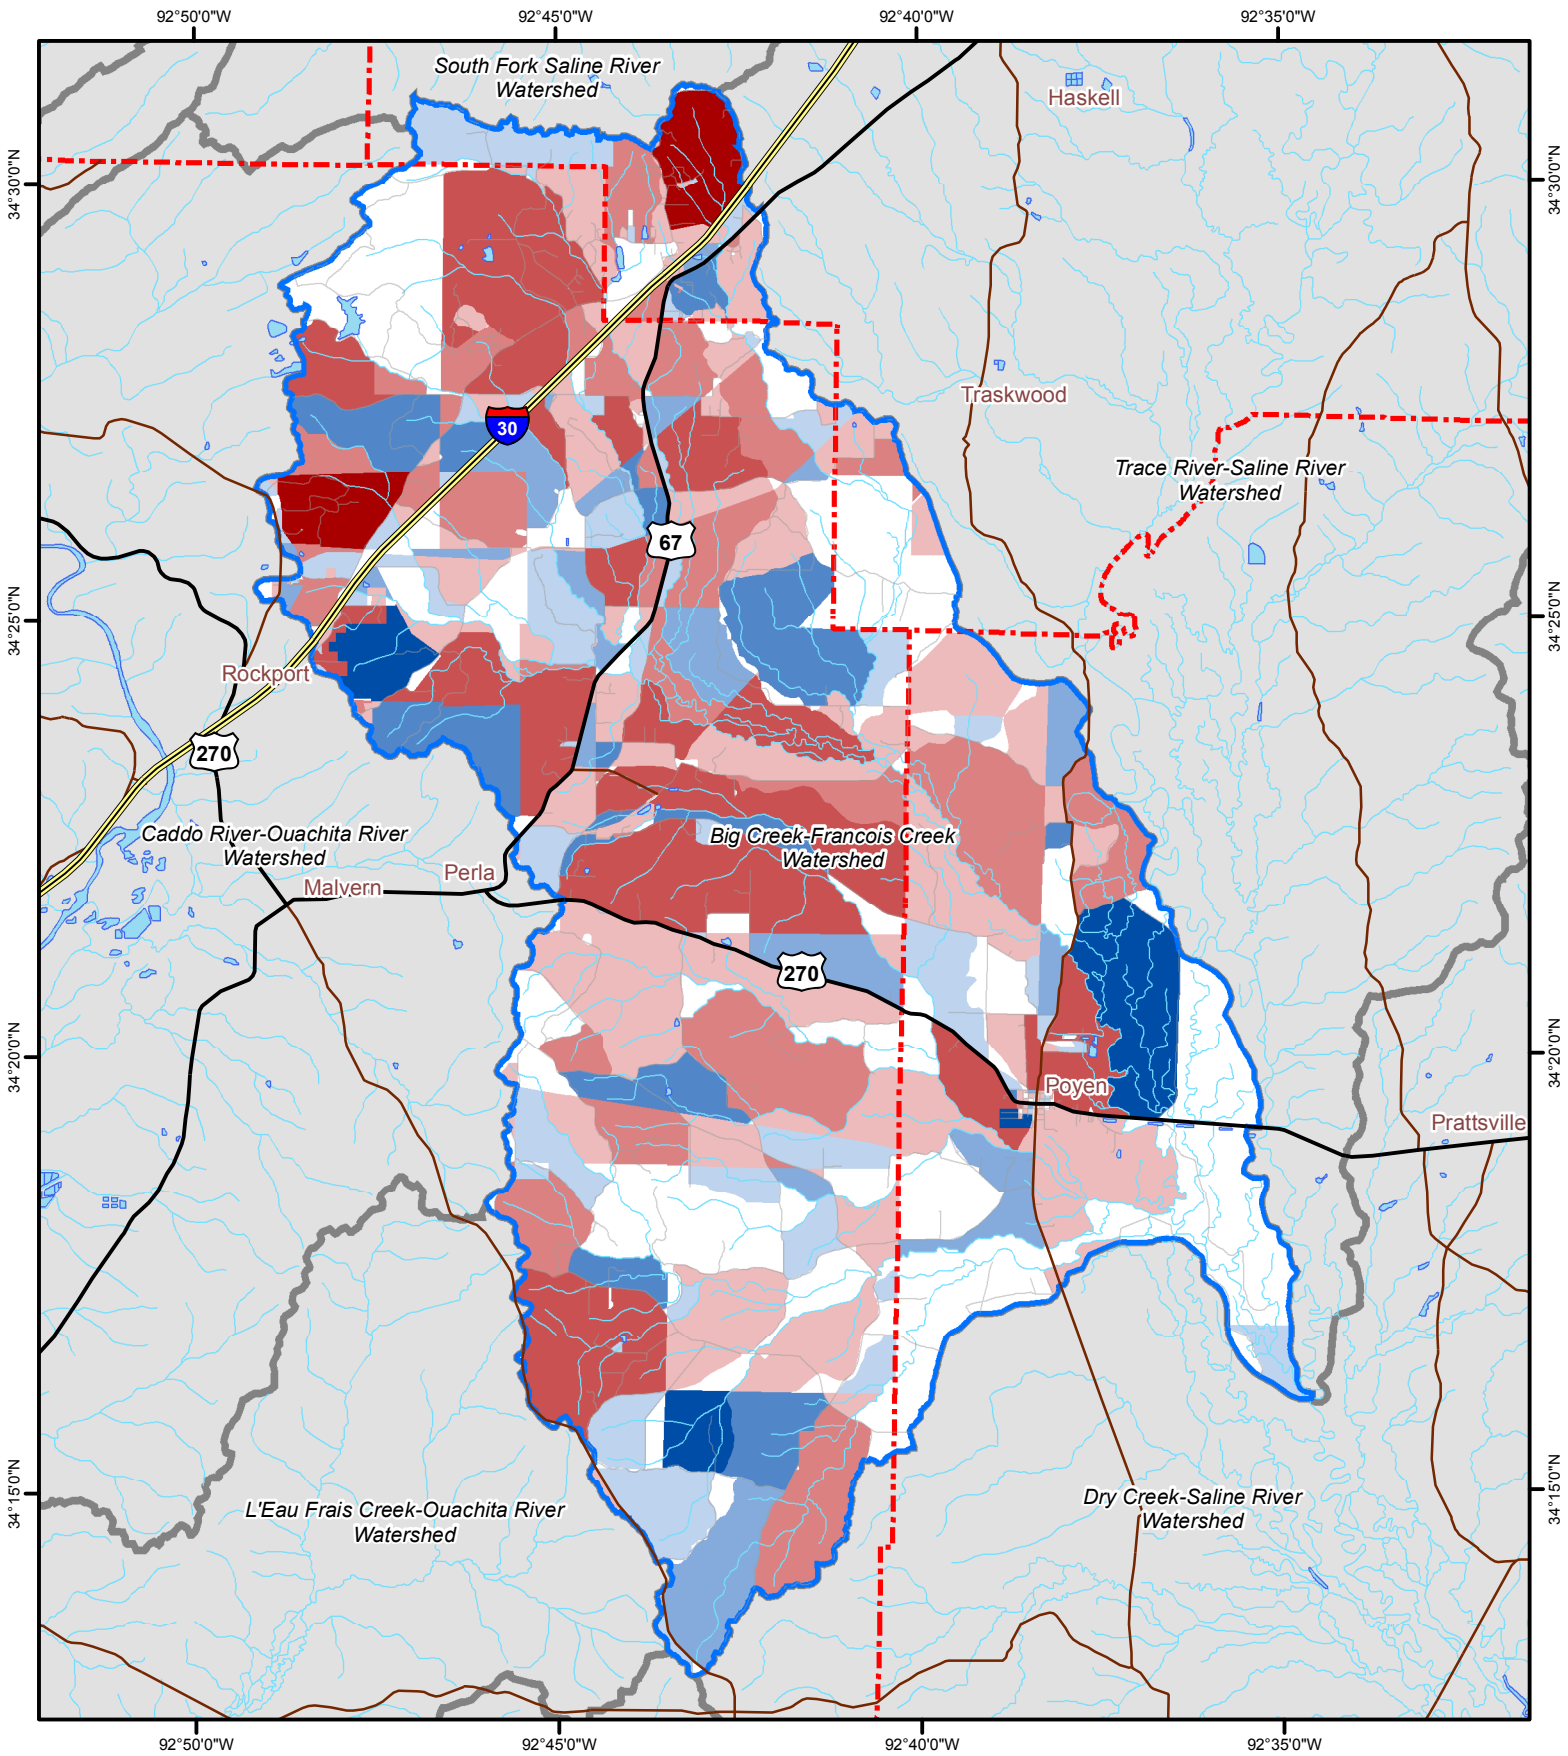 92°50'0"W
92°45'0"W
92°40'0"W
92°35'0"W
South Fork Saline River
Watershed
Haskell
34°30'0"N
34°30'0"N
Traskwood
30
Trace River-Saline River
Watershed
67
34°25'0"N
34°25'0"N
Rockport
270
Caddo River-Ouachita River
Watershed
Big Creek-Francois Creek
Watershed
Perla
Malvern
270
34°20'0"N
34°20'0"N
Poyen
Prattsville
34°15'0"N
34°15'0"N
L'Eau Frais Creek-Ouachita River
Watershed
Dry Creek-Saline River
Watershed
92°50'0"W
92°45'0"W
92°40'0"W
92°35'0"W